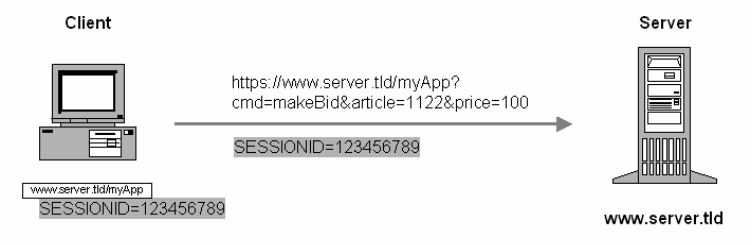 Client
Server
https://www.server.tld/myApp?
cmd=makeBid&article=1122&price=100
SESSIONID=123456789
www.server.tld/myApp
SESSIONID=123456789
www.server.tld